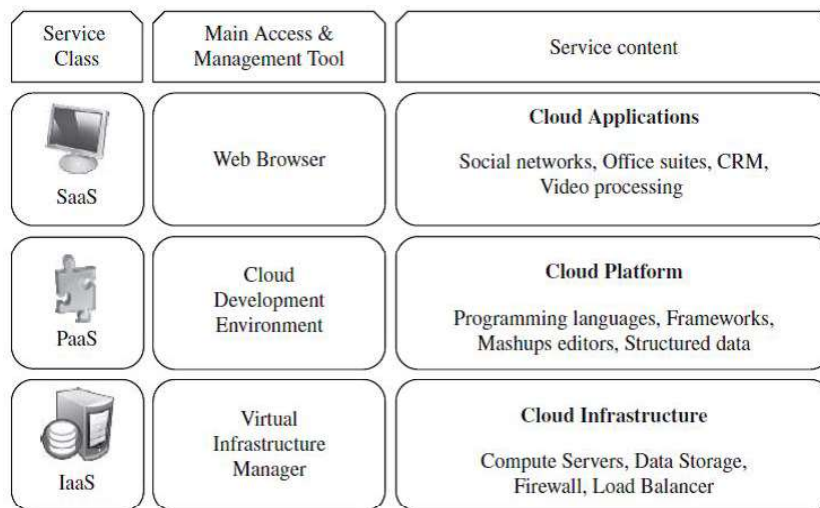 Service
Class
Main Access &
Management Tool
Service content
SaaS
Web Browser
Cloud Applications
Social networks, Office suites, CRM,
Video processing
PaaS
Cloud
Development
Environment
Cloud Platform
Programming languages, Frameworks,
Mashups editors, Structured data
IaaS
Virtual
Infrastructure
Manager
Cloud Infrastructure
Compute Servers, Data Storage,
Firewall, Load Balancer